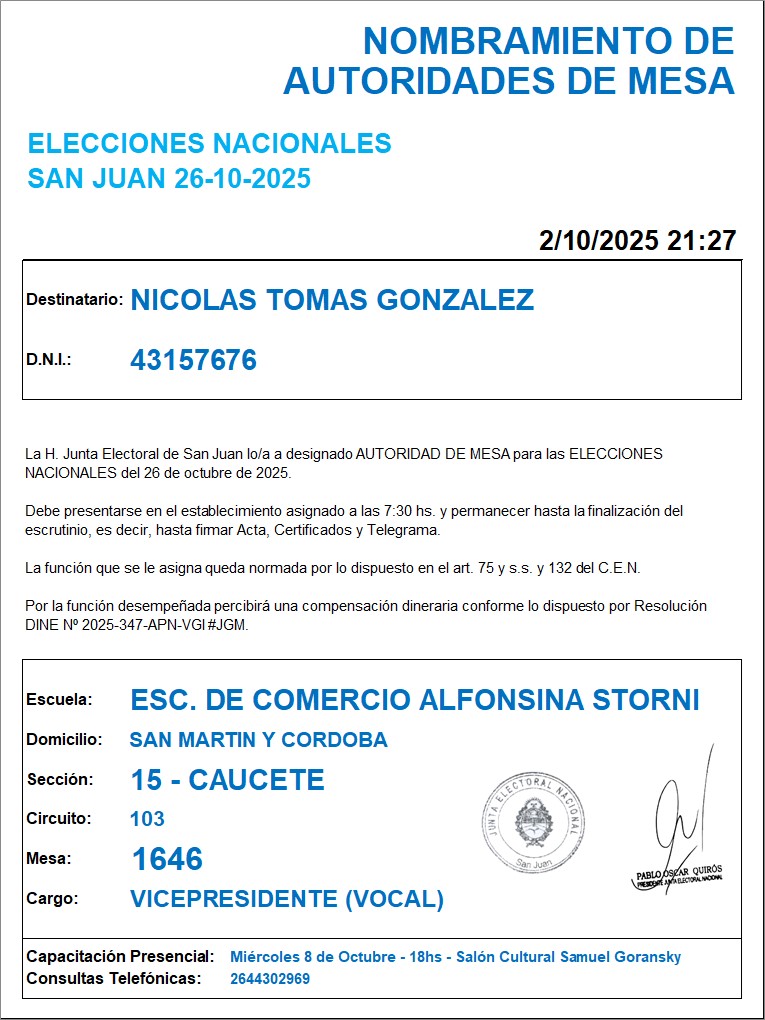 NOMBRAMIENTO DE
AUTORIDADES DE MESA
ELECCIONES NACIONALES
SAN JUAN 26-10-2025
2/10/2025 21:27
Destinatario: NICOLAS TOMAS GONZALEZ
D.N.I.: 43157676
La H. Junta Electoral de San Juan lo/a a designado AUTORIDAD DE MESA para las ELECCIONES
NACIONALES del 26 de octubre de 2025.
Debe presentarse en el establecimiento asignado a las 7:30 hs. y permanecer hasta la finalización del
escrutinio, es decir, hasta firmar Acta, Certificados y Telegrama.
La función que se le asigna queda normada por lo dispuesto en el art. 75 y s.s. y 132 del C.E.N.
Por la función desempeñada percibirá una compensación dineraria conforme lo dispuesto por Resolución
DINE Nº 2025-347-APN-VGI#JGM.
Escuela: ESC. DE COMERCIO ALFONSINA STORNI
Domicilio: SAN MARTIN Y CORDOBA
Sección: 15 - CAUCETE
Circuito: 103
Mesa: 1646
Cargo: VICEPRESIDENTE (VOCAL)
JUNTA ELECTORAL NACIONAL
San Juan
PABLO OSCAR QUIRÓS
PRESIDENTE JUNTA ELECTORAL NACIONAL
Capacitación Presencial: Miércoles 8 de Octubre - 18hs - Salón Cultural Samuel Goransky
Consultas Telefónicas: 2644302969